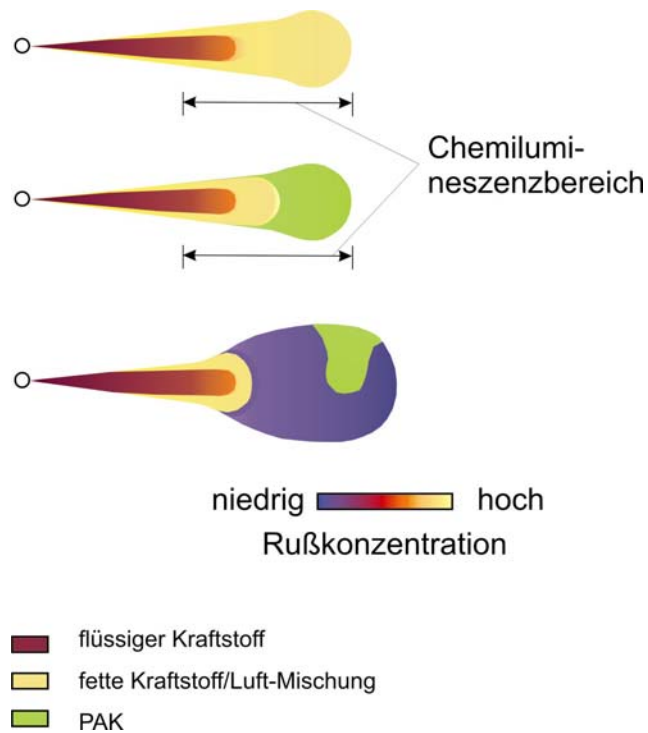 Chemilumi-
neszenzbereich
niedrig hoch
Rußkonzentration
flüssiger Kraftstoff
fette Kraftstoff/Luft-Mischung
PAK